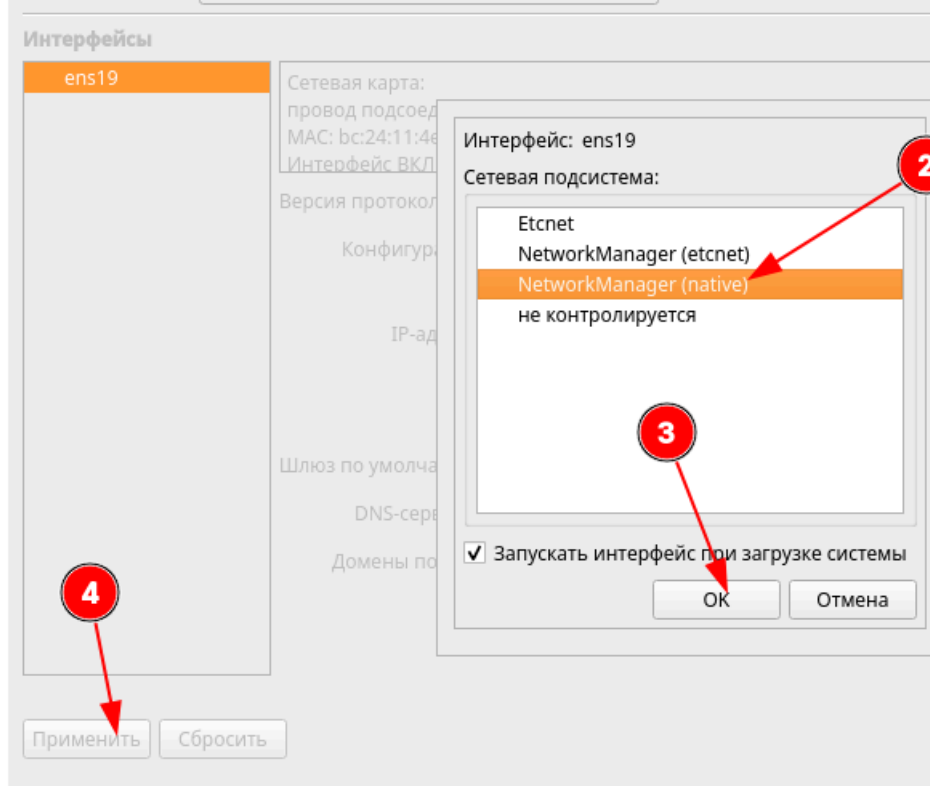 Интерфейсы
ens19
Сетевая карта:
провод подсоед
MAC: bc:24:11:4e
Интерфейс ВКЛ
Версия протокол
Конфигур
IP-ад
Шлюз по умолча
DNS-серв
Домены по
Интерфейс: ens19
Сетевая подсистема:
2
Etcnet
NetworkManager (etcnet)
NetworkManager (native)
не контролируется
3
Запускать интерфейс при загрузке системы
OK
Отмена
4
Применить
Сбросить